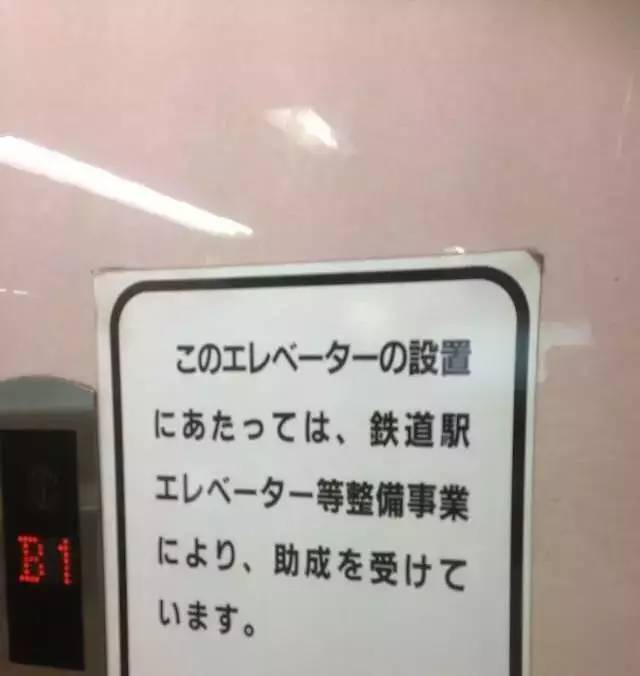 このエレベーターの設置
にあたっては、鉄道駅
エレベーター等整備事業
により、助成を受けて
います。
B1